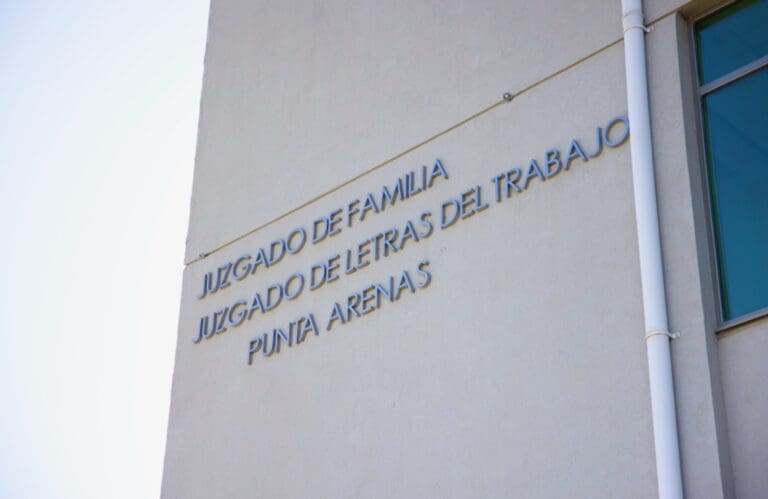 JUZGADO DE FAMILIA
JUZGADO DE LETRAS DEL TRABAJO
PUNTA ARENAS